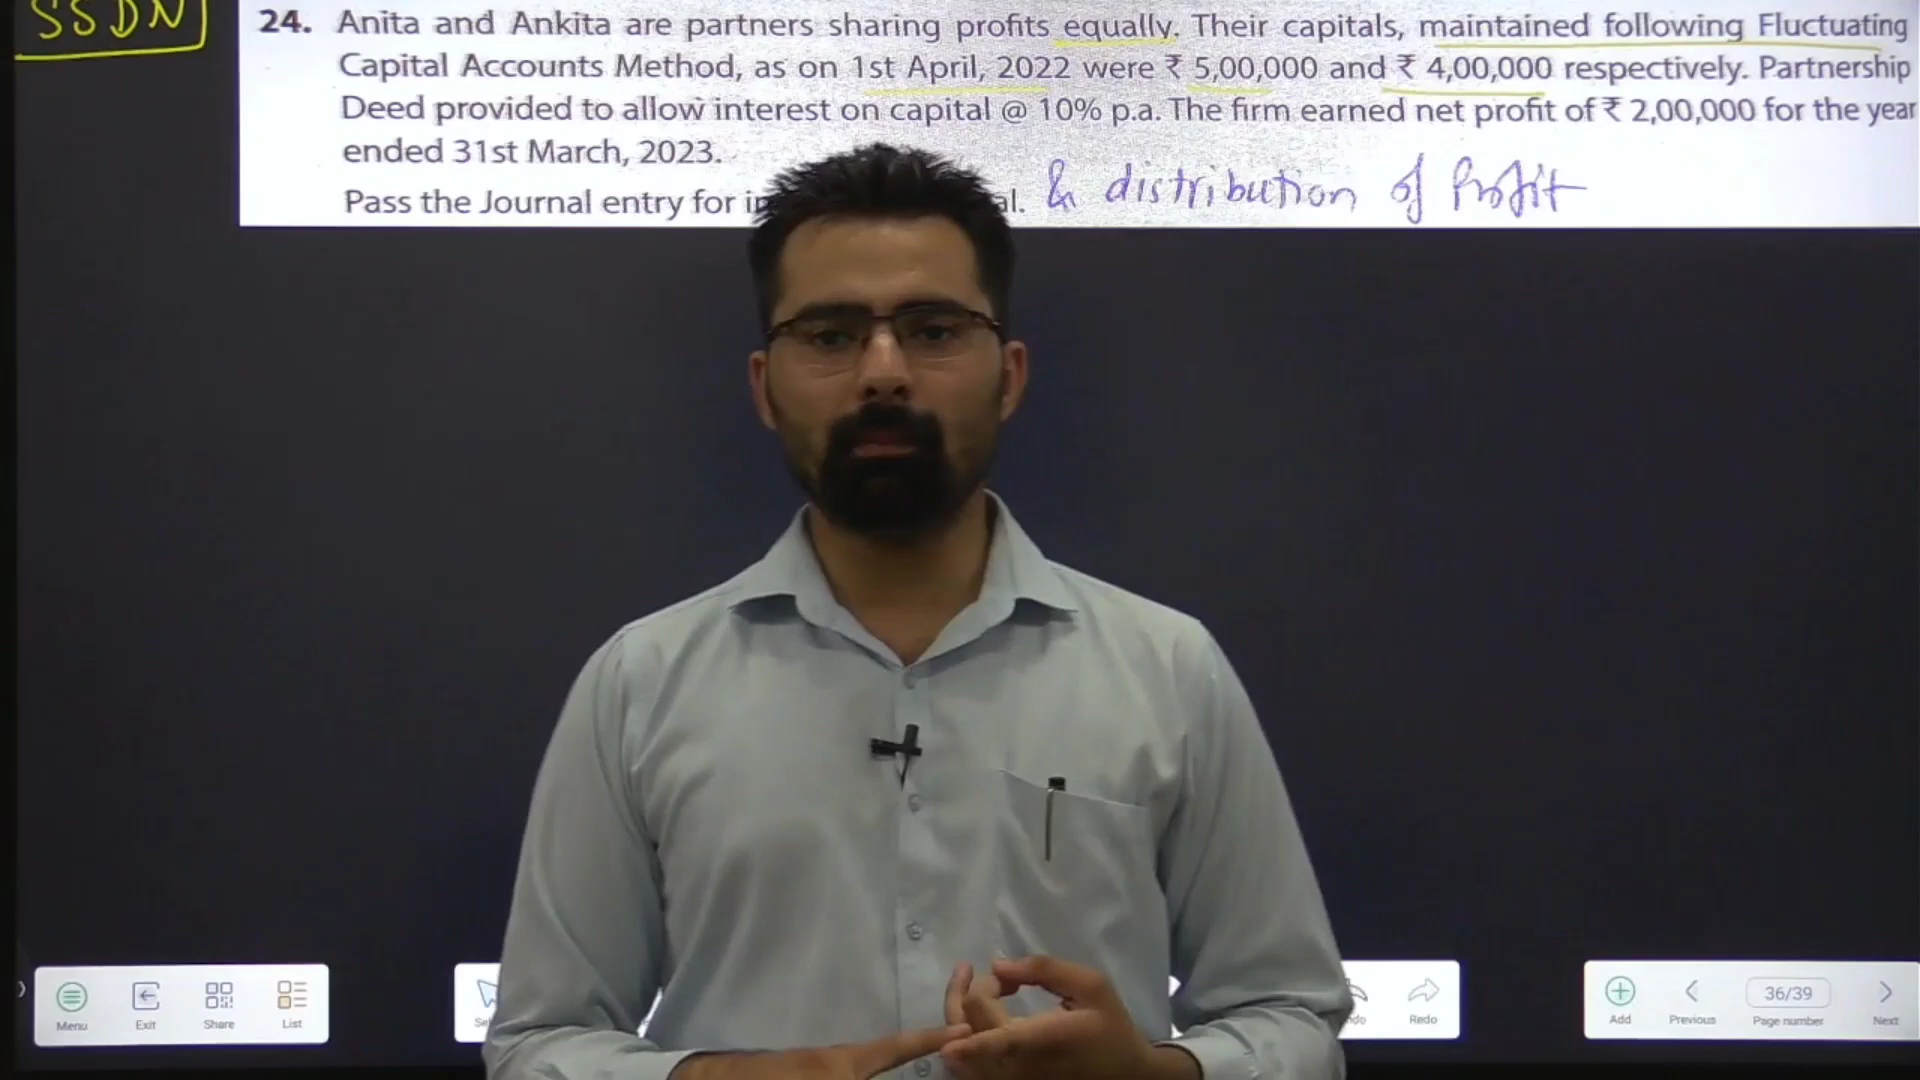 SSDN
24. Anita and Ankita are partners sharing profits equally. Their capitals, maintained following Fluctuating
Capital Accounts Method, as on 1st April, 2022 were ₹ 5,00,000 and ₹ 4,00,000 respectively. Partnership
Deed provided to allow interest on capital @ 10% p.a. The firm earned net profit of ₹ 2,00,000 for the year
ended 31st March, 2023.
Pass the Journal entry for al. & distribution of Profit
Menu Exit Share List Redo Add Previous 36/39 Page number Next